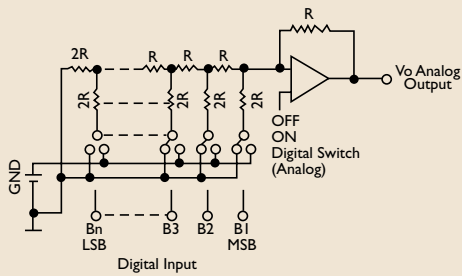 R
2R
R
R
R
Vo Analog
Output
2R
2R
2R
2R
OFF
ON
Digital Switch
(Analog)
GND
Bn
LSB
B3
B2
B1
MSB
Digital Input